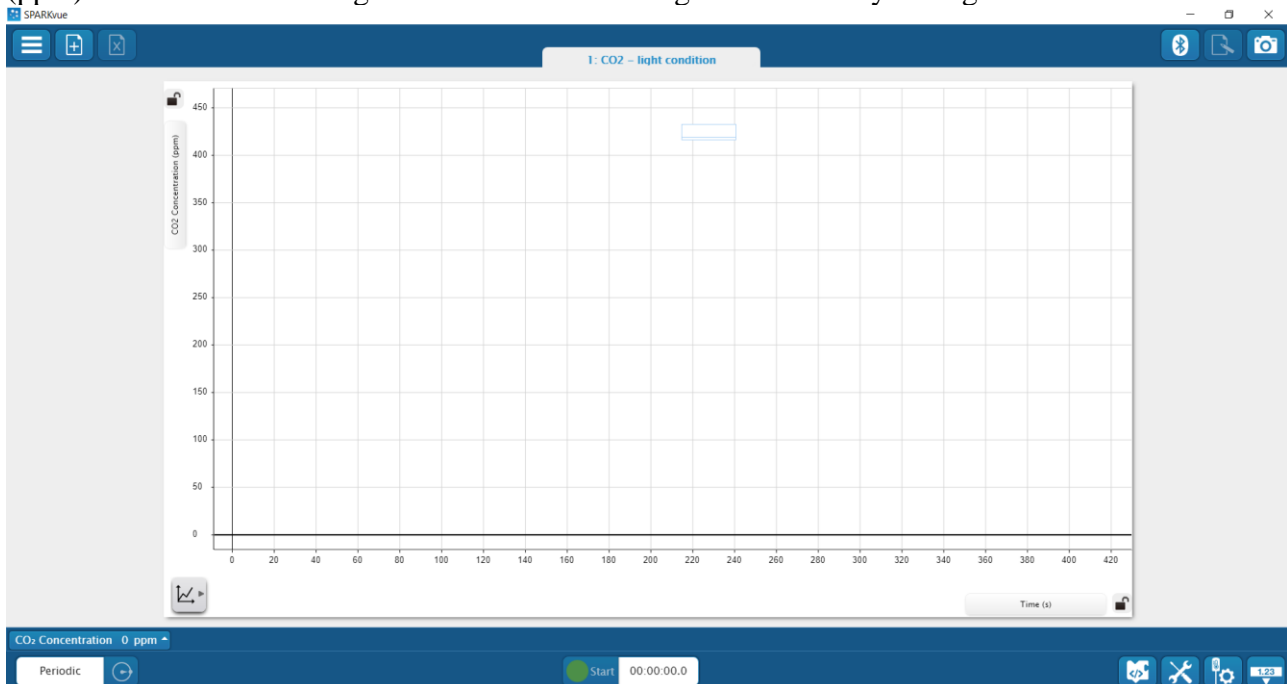 SPARKvue
1: CO2 – light condition
CO2 Concentration (ppm)
450
400
350
300
250
200
150
100
50
0
0 20 40 60 80 100 120 140 160 180 200 220 240 260 280 300 320 340 360 380 400 420
Time (s)
CO₂ Concentration 0 ppm
Periodic
Start 00:00:00.0
1.23